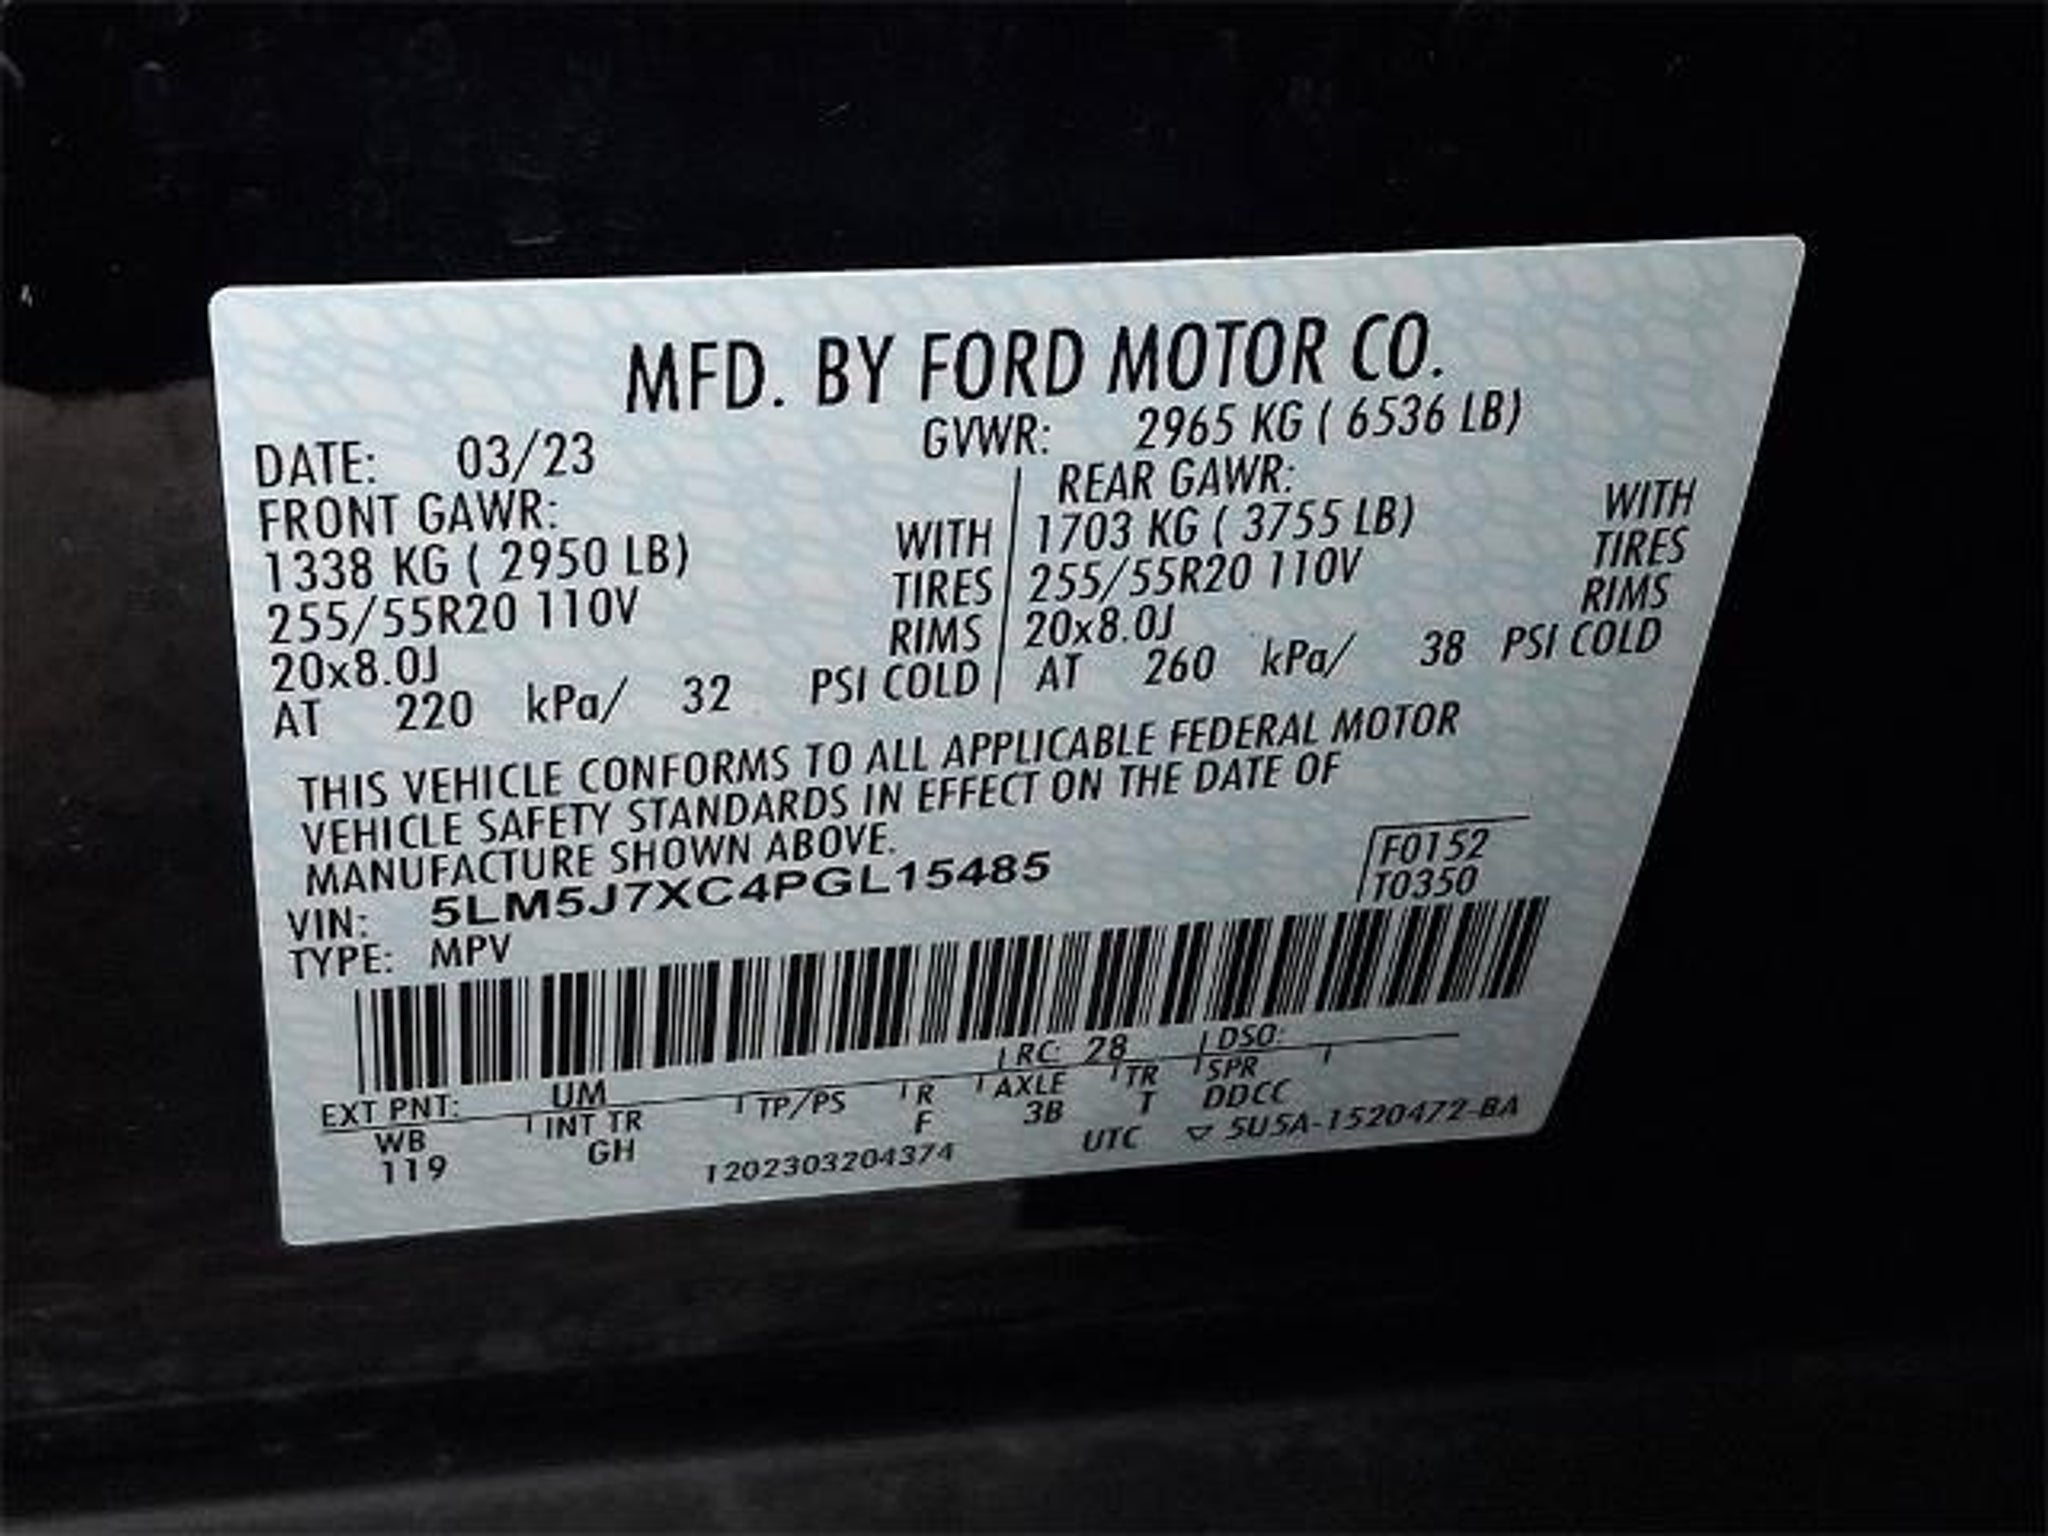 MFD. BY FORD MOTOR CO.
DATE: 03/23 GVWR: 2965 KG ( 6536 LB)
FRONT GAWR: REAR GAWR:
1338 KG ( 2950 LB) WITH 1703 KG ( 3755 LB) WITH
255/55R20 110V TIRES 255/55R20 110V TIRES
20x8.0J RIMS 20x8.0J RIMS
AT 220 kPa/ 32 PSI COLD AT 260 kPa/ 38 PSI COLD
THIS VEHICLE CONFORMS TO ALL APPLICABLE FEDERAL MOTOR
VEHICLE SAFETY STANDARDS IN EFFECT ON THE DATE OF
MANUFACTURE SHOWN ABOVE.
VIN: 5LM5J7XC4PGL15485 F0152
TYPE: MPV T0350
EXT PNT: UM RC: 28 DSO:
WB INT TR TP/PS R AXLE TR SPR
119 GH F 3B T DDCC
1202303204374 UTC ▽ 5U5A-1520472-BA